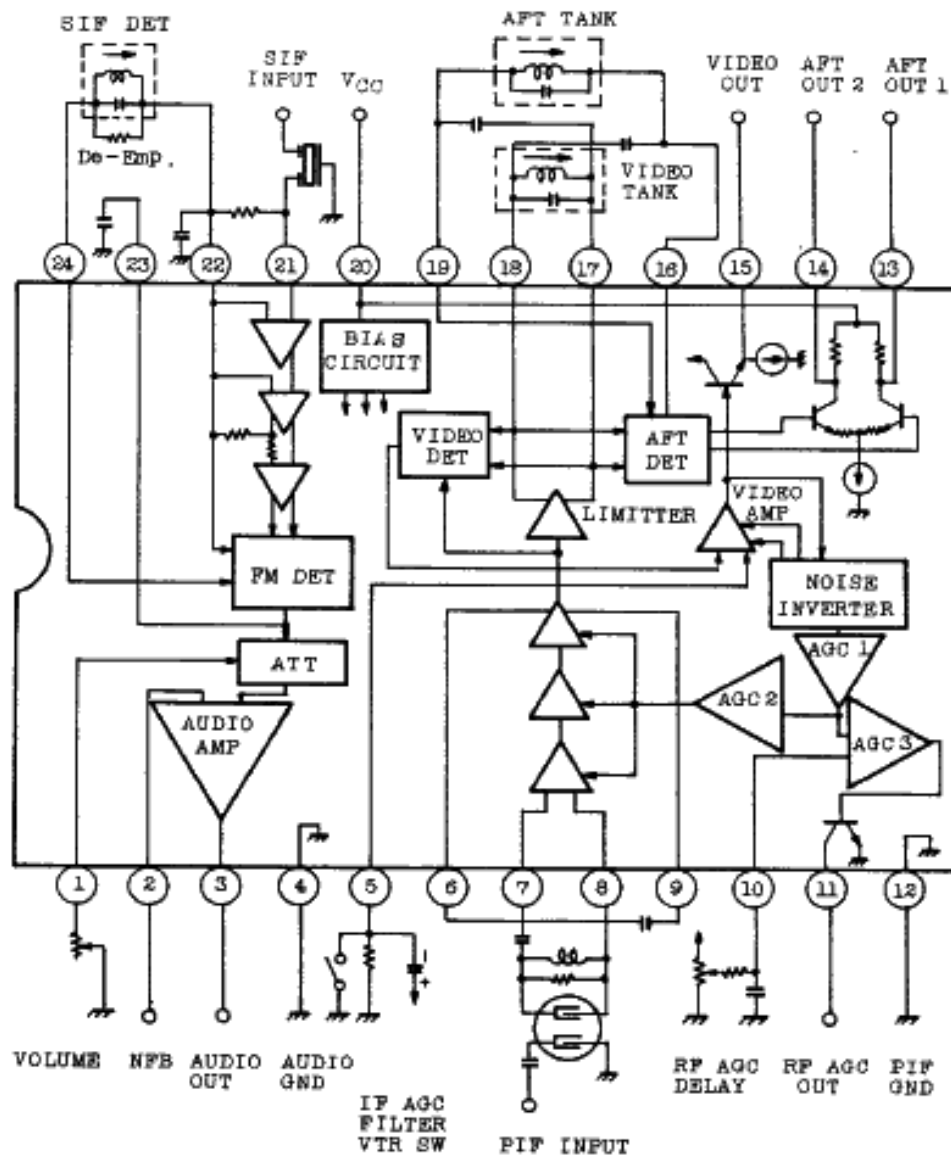 SIF DET
AFT TANK
SIF
INPUT
VCC
VIDEO
OUT
AFT
OUT 2
AFT
OUT 1
De-Emp.
VIDEO
TANK
24
23
22
21
20
19
18
17
16
15
14
13
BIAS
CIRCUIT
VIDEO
DET
AFT
DET
LIMITTER
VIDEO
AMP
FM DET
NOISE
INVERTER
ATT
AGC 1
AGC 2
AGC 3
AUDIO
AMP
1
2
3
4
5
6
7
8
9
10
11
12
- 
+
VOLUME
NFB
AUDIO
OUT
AUDIO
GND
IF AGC
FILTER
VTR SW
PIF INPUT
RF AGC
DELAY
RF AGC
OUT
PIF
GND